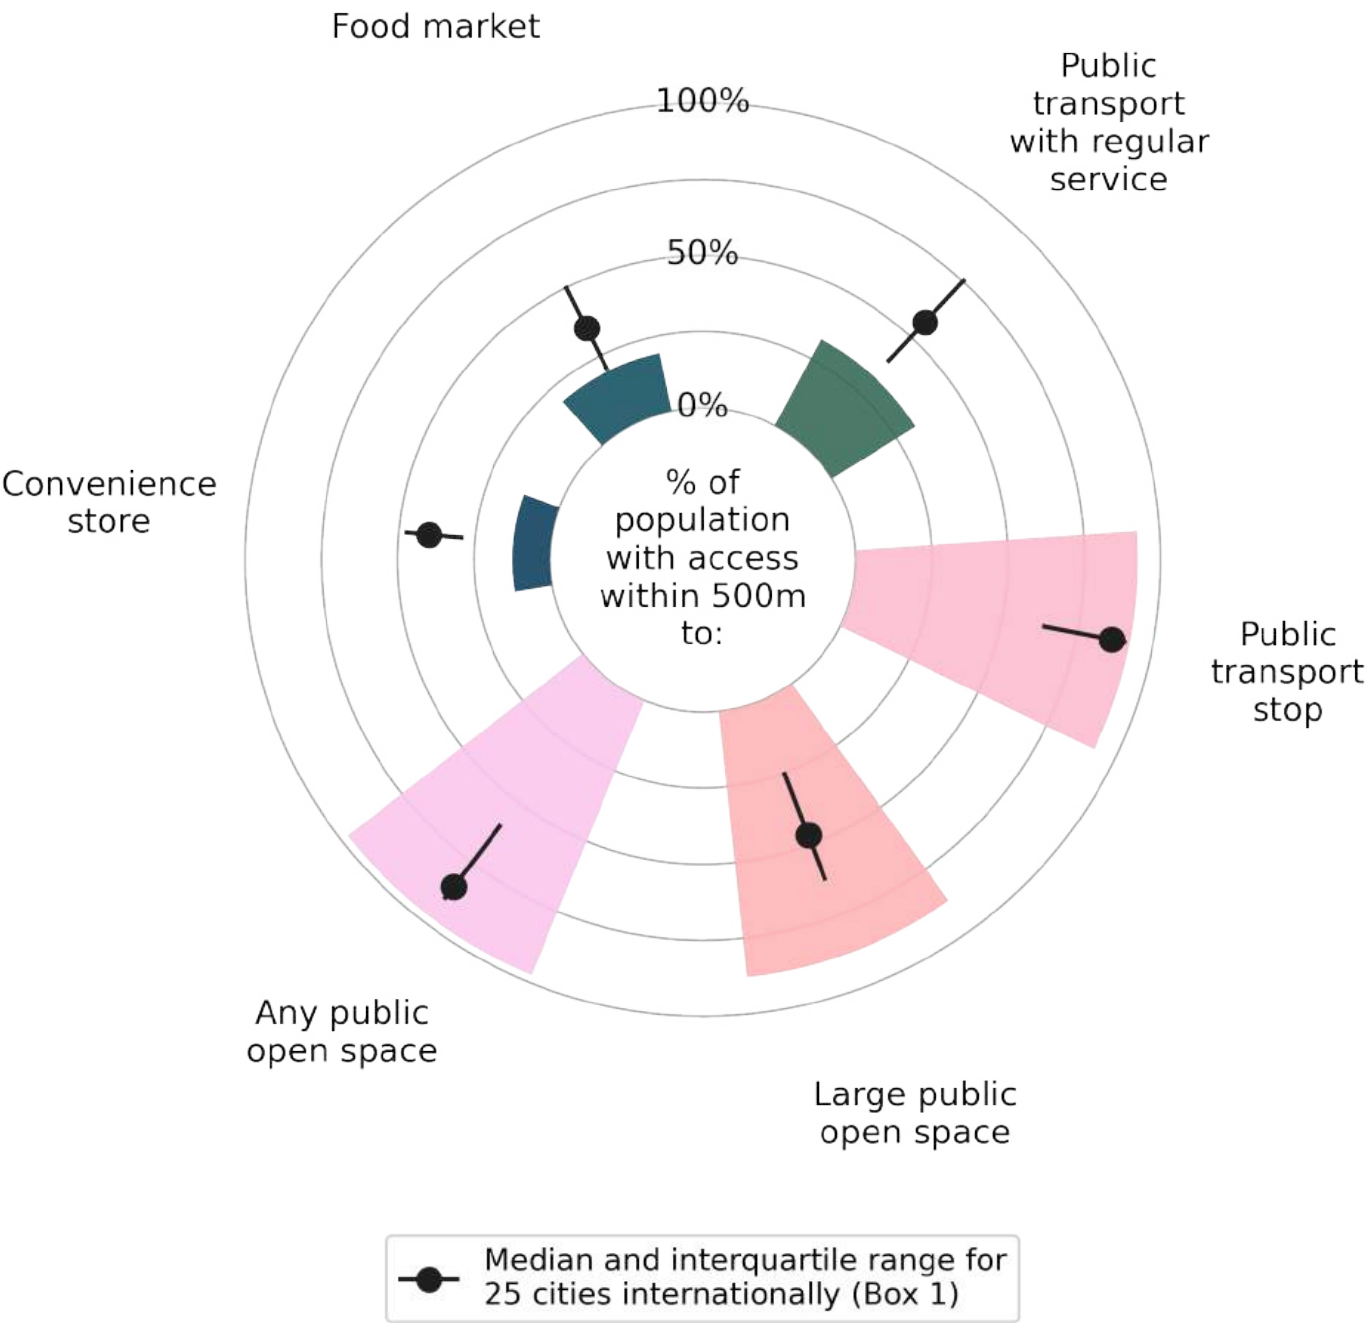 Food market
Public
transport
with regular
service
100%
50%
0%
% of
population
with access
within 500m
to:
Convenience
store
Public
transport
stop
Any public
open space
Large public
open space
Median and interquartile range for
25 cities internationally (Box 1)